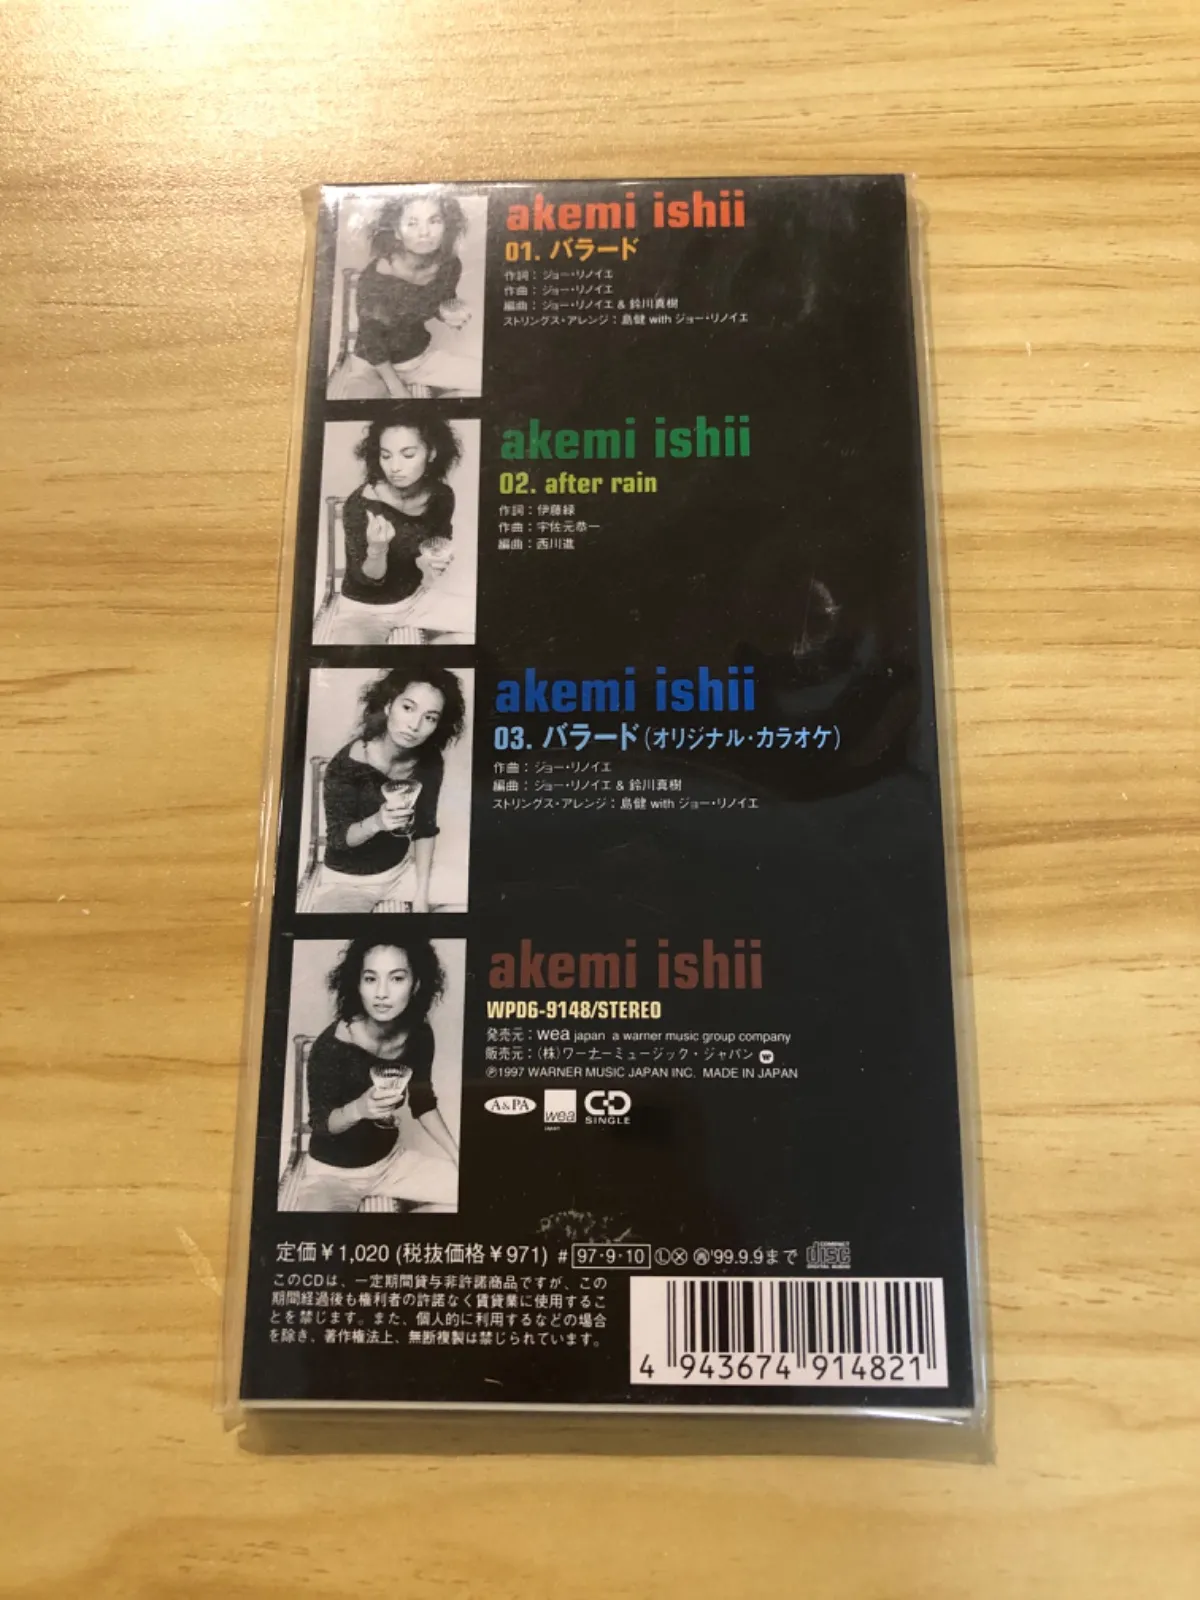 akemi ishii
01. バラード
作詞：ジョー・リノイエ
作曲：ジョー・リノイエ
編曲：ジョー・リノイエ & 鈴川真樹
ストリングス・アレンジ：島健 with ジョー・リノイエ
akemi ishii
02. after rain
作詞：伊藤緑
作曲：宇佐元恭一
編曲：西川進
akemi ishii
03. バラード(オリジナル・カラオケ)
作曲：ジョー・リノイエ
編曲：ジョー・リノイエ & 鈴川真樹
ストリングス・アレンジ：島健 with ジョー・リノイエ
akemi ishii
WPD6-9148/STEREO
発売元：wea japan a warner music group company
販売元：(株)ワーナーミュージック・ジャパン
Ⓟ1997 WARNER MUSIC JAPAN INC. MADE IN JAPAN
A&PA wea CD SINGLE
定価￥1,020 (税抜価格￥971) # 97・9・10 Ⓛ '99.9.9まで COMPACT disc DIGITAL AUDIO
このCDは、一定期間貸与非許諾商品ですが、この
期間経過後も権利者の許諾なく賃貸業に使用するこ
とを禁じます。また、個人的に利用するなどの場合
を除き、著作権法上、無断複製は禁じられています。
4 943674 914821